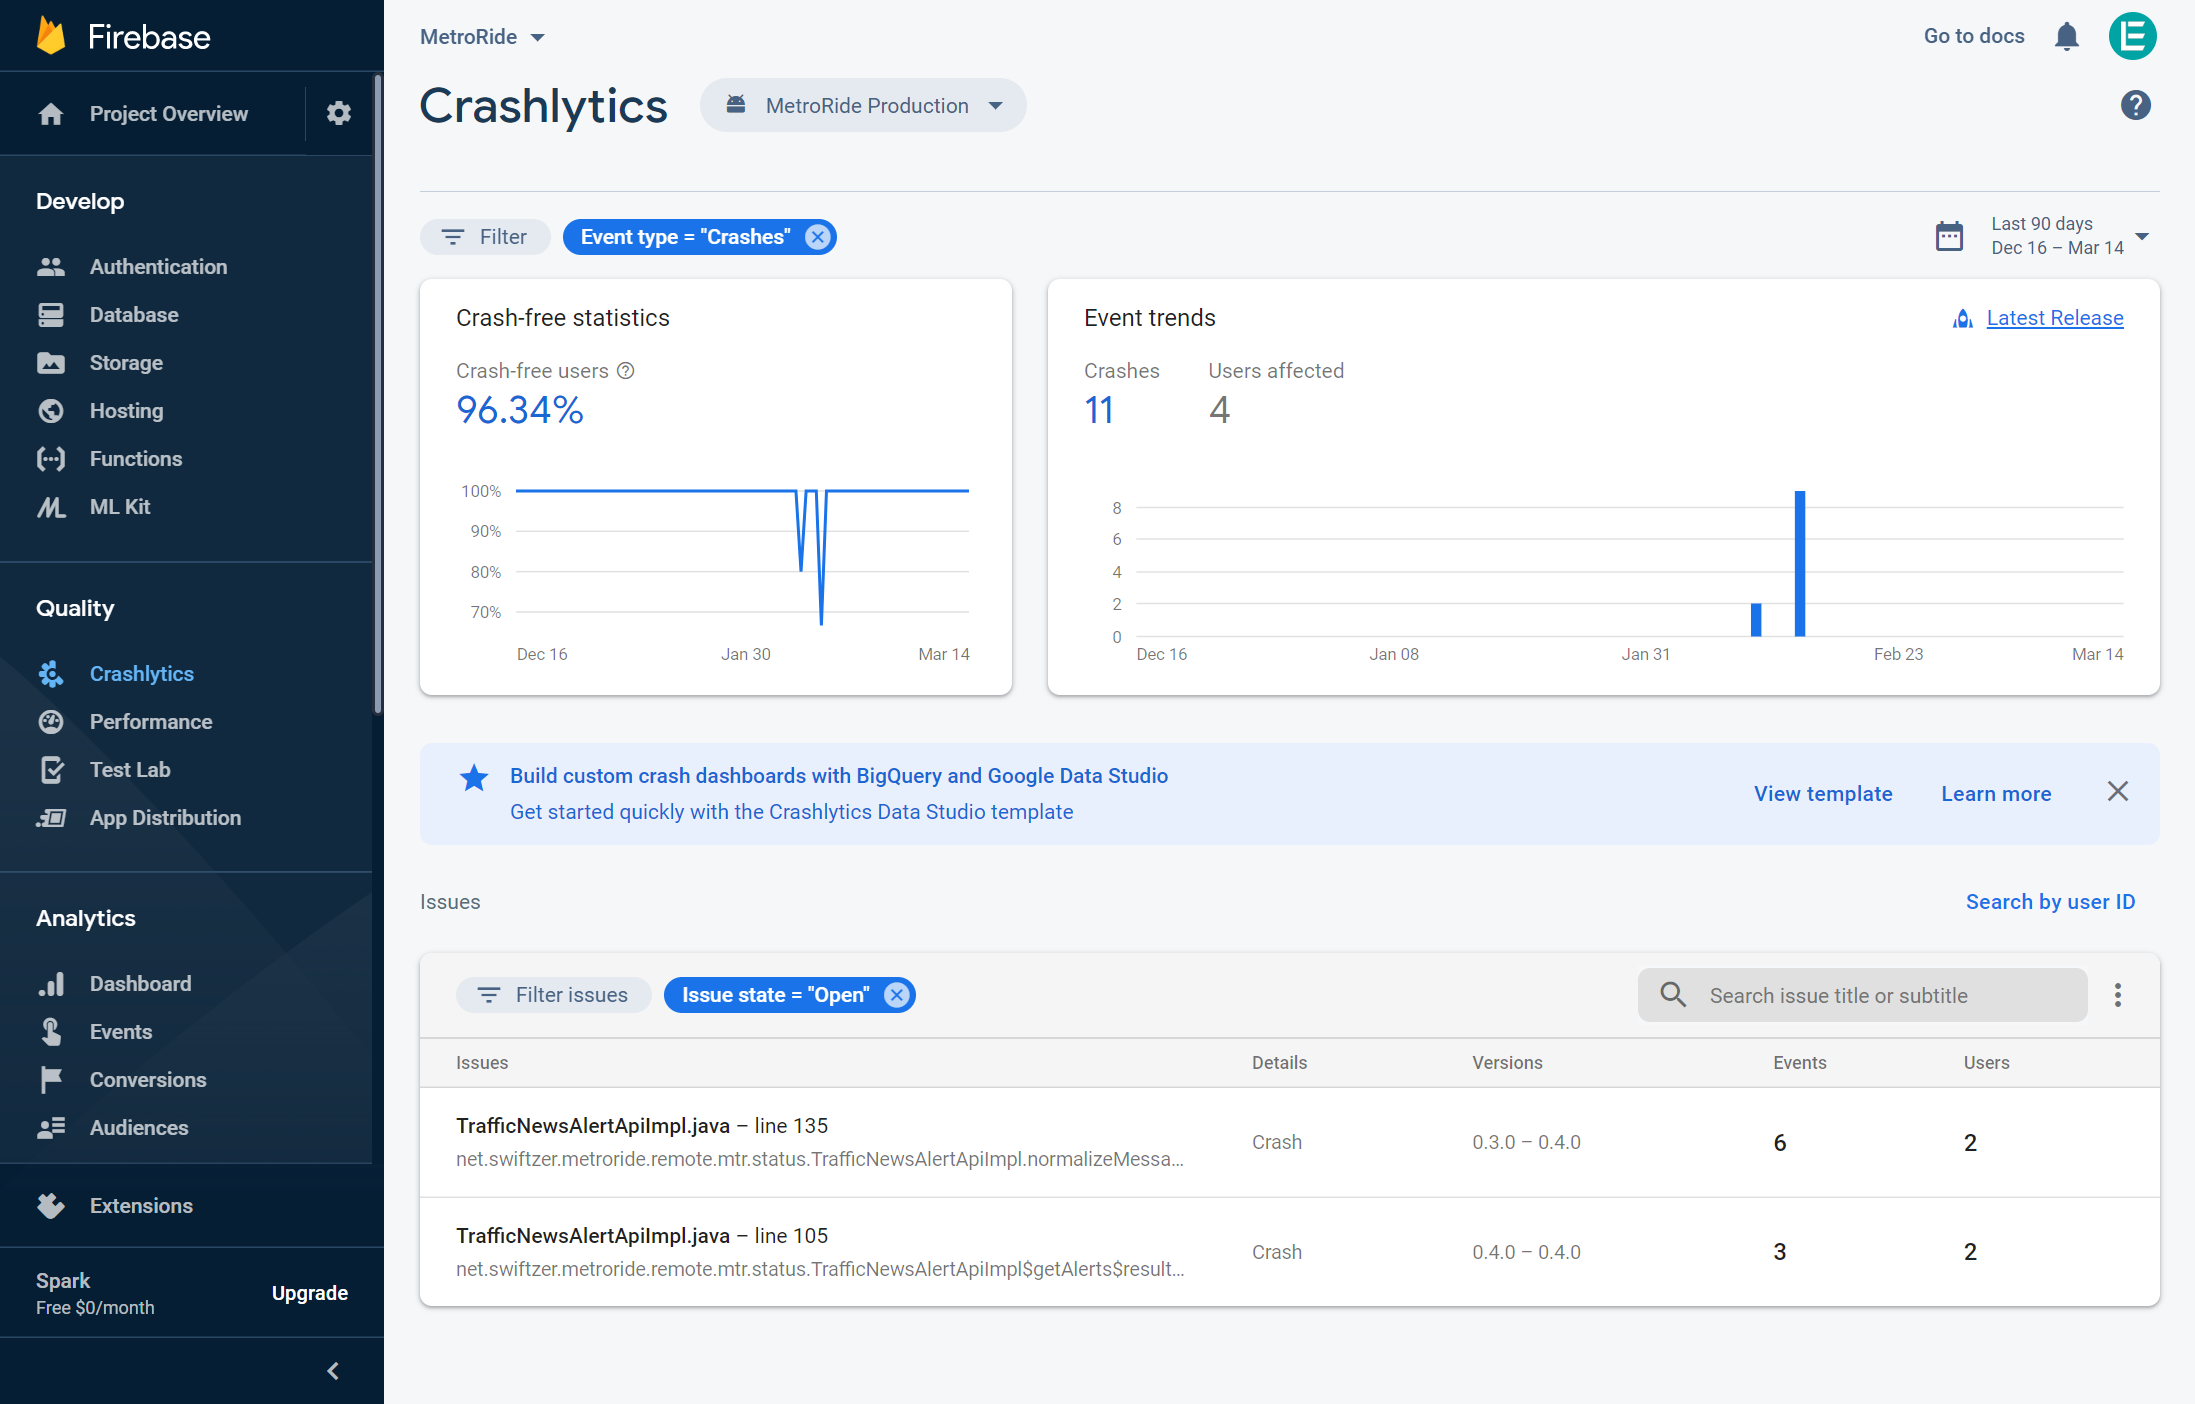 Firebase
Project Overview
Develop
Authentication
Database
Storage
Hosting
Functions
ML Kit
Quality
Crashlytics
Performance
Test Lab
App Distribution
Analytics
Dashboard
Events
Conversions
Audiences
Extensions
Spark
Free $0/month
Upgrade
MetroRide
Go to docs
E
Crashlytics
MetroRide Production
Filter
Event type = "Crashes"
Last 90 days
Dec 16 – Mar 14
Crash-free statistics
Crash-free users
96.34%
100%
90%
80%
70%
Dec 16 Jan 30 Mar 14
Event trends
Latest Release
Crashes Users affected
11 4
8
6
4
2
0
Dec 16 Jan 08 Jan 31 Feb 23 Mar 14
Build custom crash dashboards with BigQuery and Google Data Studio
Get started quickly with the Crashlytics Data Studio template
View template Learn more
Issues
Search by user ID
Filter issues
Issue state = "Open"
Search issue title or subtitle
Issues Details Versions Events Users
TrafficNewsAlertApiImpl.java – line 135
net.swiftzer.metroride.remote.mtr.status.TrafficNewsAlertApiImpl.normalizeMessa...
Crash 0.3.0 – 0.4.0 6 2
TrafficNewsAlertApiImpl.java – line 105
net.swiftzer.metroride.remote.mtr.status.TrafficNewsAlertApiImpl$getAlerts$result...
Crash 0.4.0 – 0.4.0 3 2